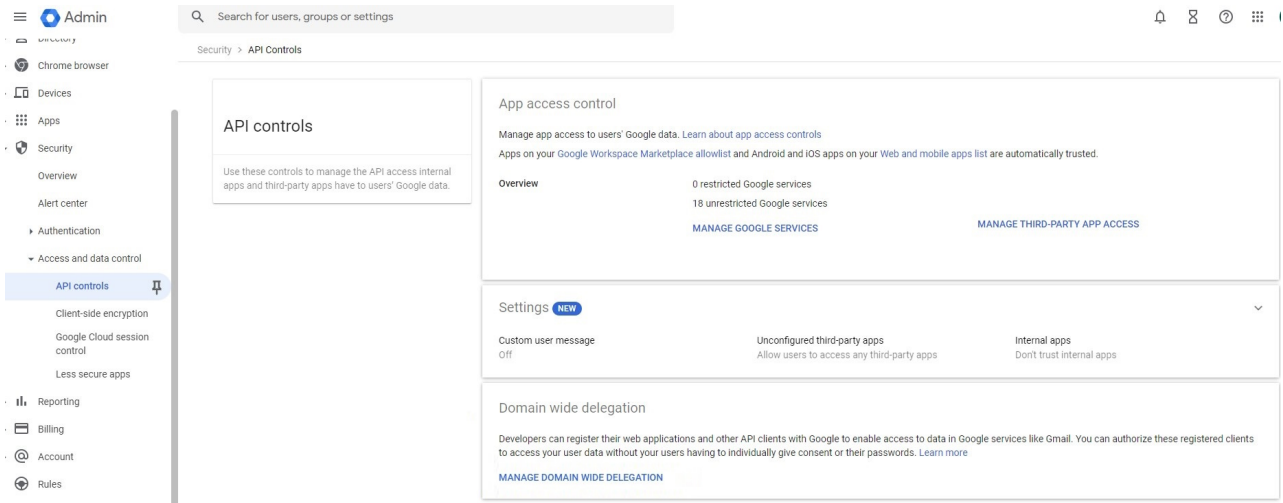 Admin
Search for users, groups or settings
Directory
Chrome browser
Devices
Apps
Security
Overview
Alert center
Authentication
Access and data control
API controls
Client-side encryption
Google Cloud session
control
Less secure apps
Reporting
Billing
Account
Rules
Security > API Controls
API controls
Use these controls to manage the API access internal
apps and third-party apps have to users' Google data.
App access control
Manage app access to users' Google data. Learn about app access controls
Apps on your Google Workspace Marketplace allowlist and Android and iOS apps on your Web and mobile apps list are automatically trusted.
Overview
0 restricted Google services
18 unrestricted Google services
MANAGE GOOGLE SERVICES
MANAGE THIRD-PARTY APP ACCESS
Settings NEW
Custom user message
Off
Unconfigured third-party apps
Allow users to access any third-party apps
Internal apps
Don't trust internal apps
Domain wide delegation
Developers can register their web applications and other API clients with Google to enable access to data in Google services like Gmail. You can authorize these registered clients
to access your user data without your users having to individually give consent or their passwords. Learn more
MANAGE DOMAIN WIDE DELEGATION